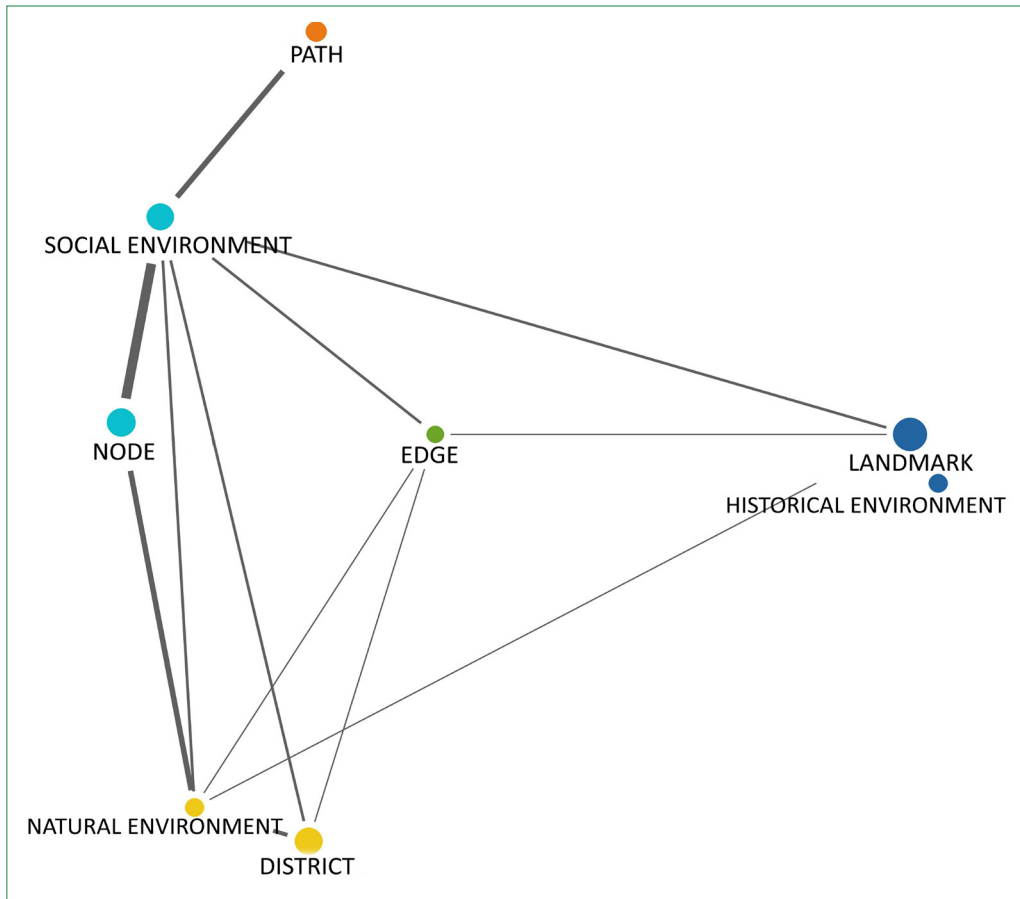 PATH
SOCIAL ENVIRONMENT
NODE
EDGE
LANDMARK
HISTORICAL ENVIRONMENT
NATURAL ENVIRONMENT
DISTRICT